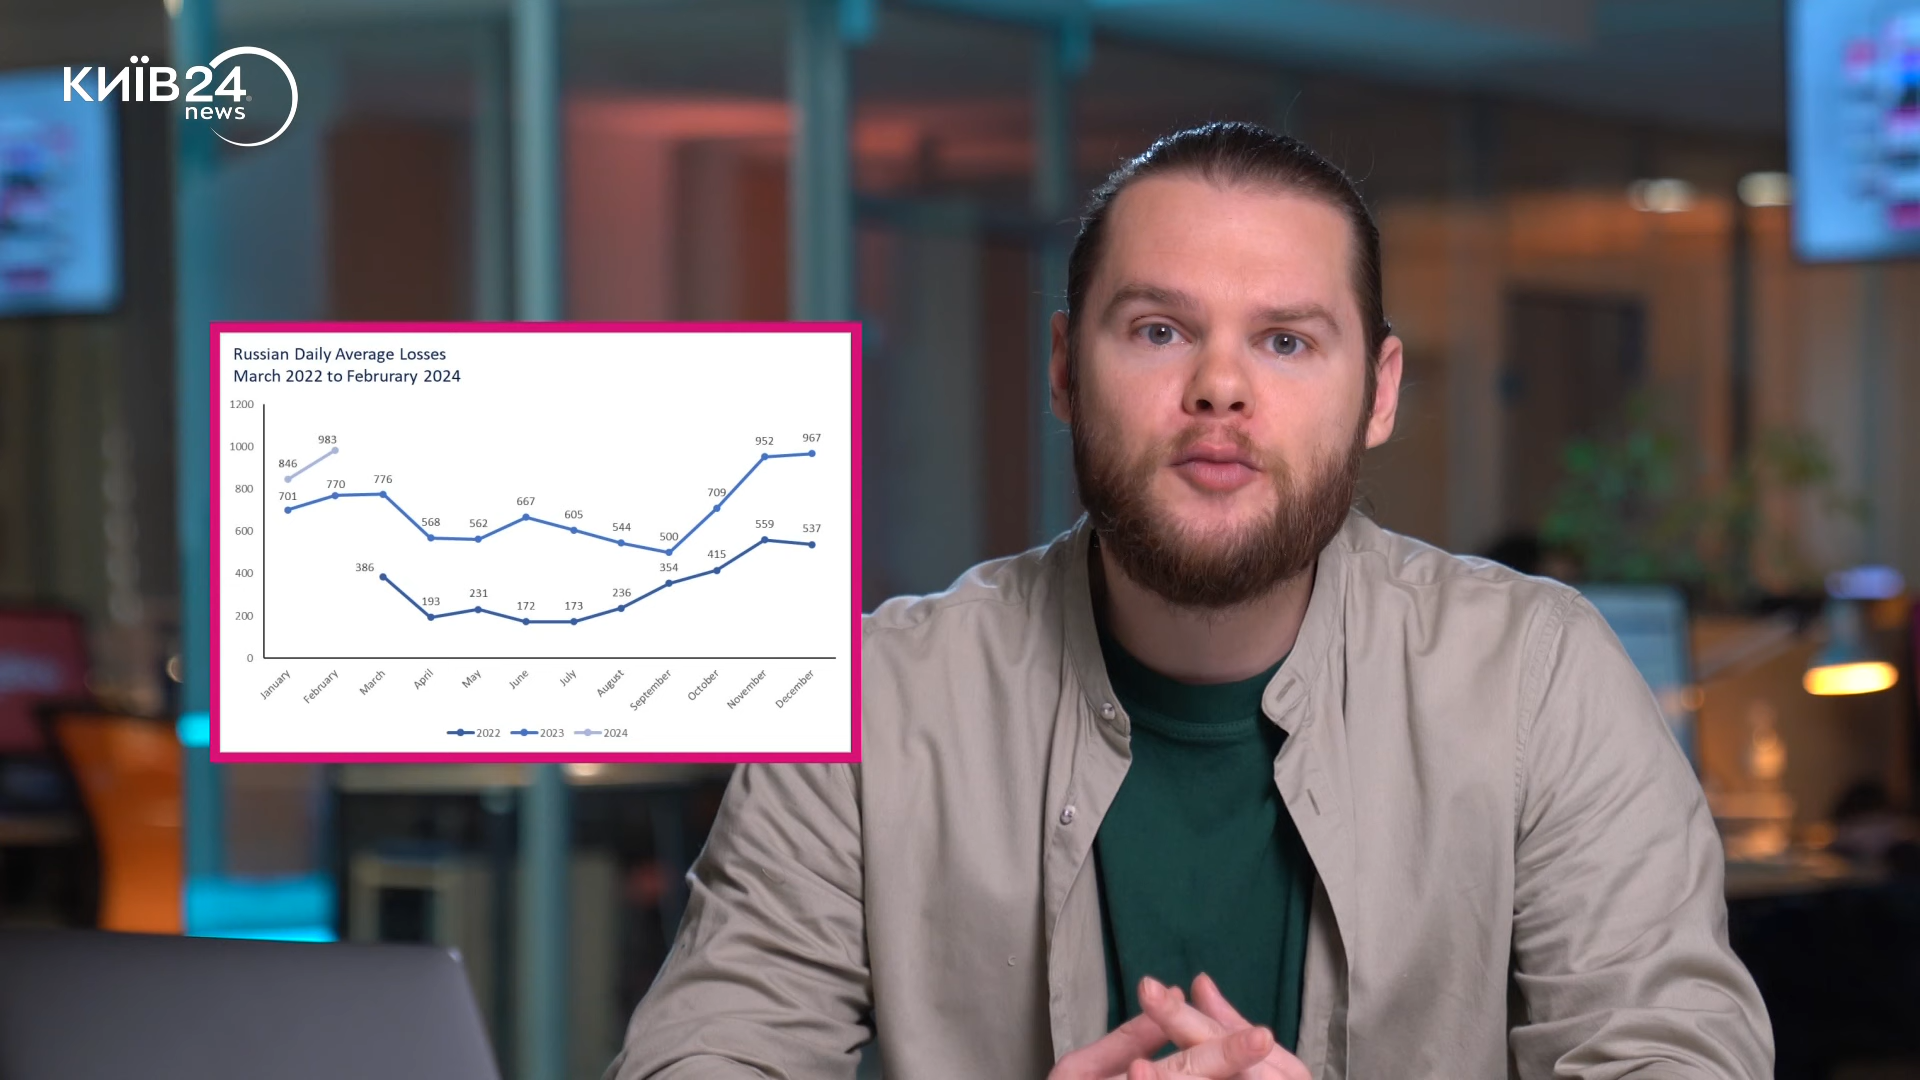 КИЇВ24
news
Russian Daily Average Losses
March 2022 to Februrary 2024
1200
1000
800
600
400
200
0
983
846
701
770
776
568
562
667
605
544
500
709
952
967
386
193
231
172
173
236
354
415
559
537
January
February
March
April
May
June
July
August
September
October
November
December
2022
2023
2024